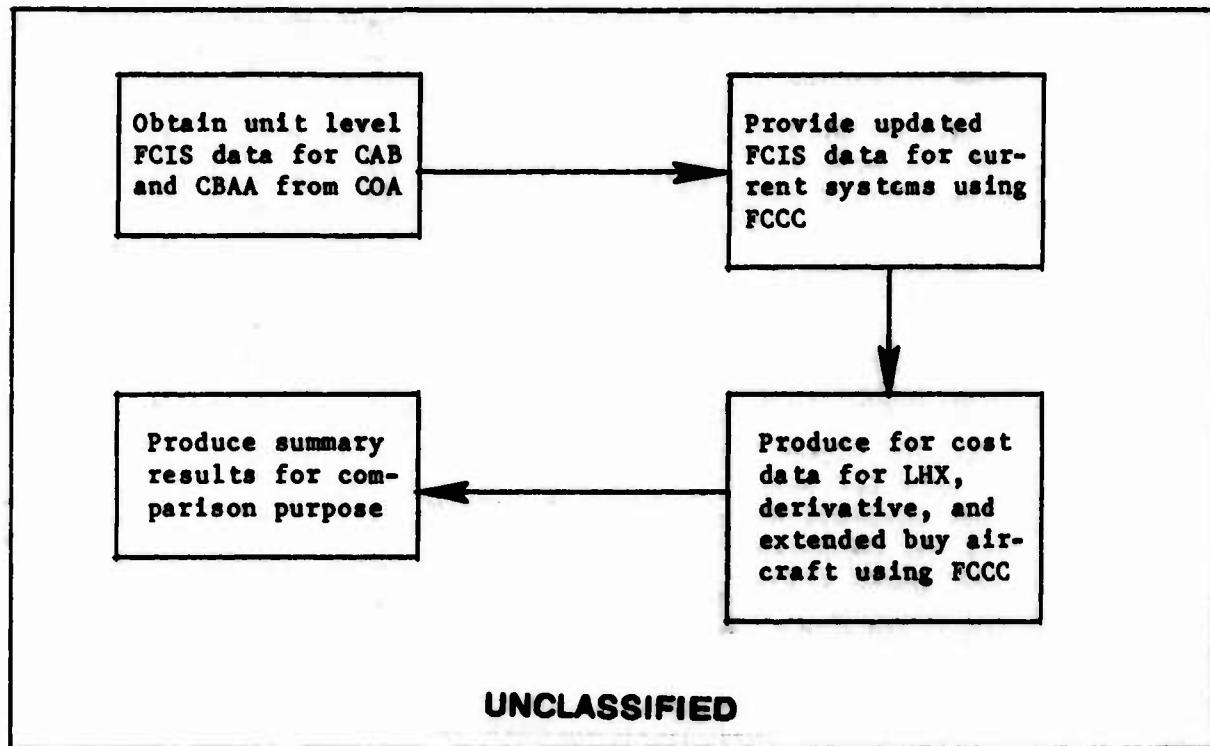 Obtain unit level
FCIS data for CAB
and CBAA from COA
Provide updated
FCIS data for cur-
rent systems using
FCCC
Produce for cost
data for LHX,
derivative, and
extended buy air-
craft using FCCC
Produce summary
results for com-
parison purpose
UNCLASSIFIED